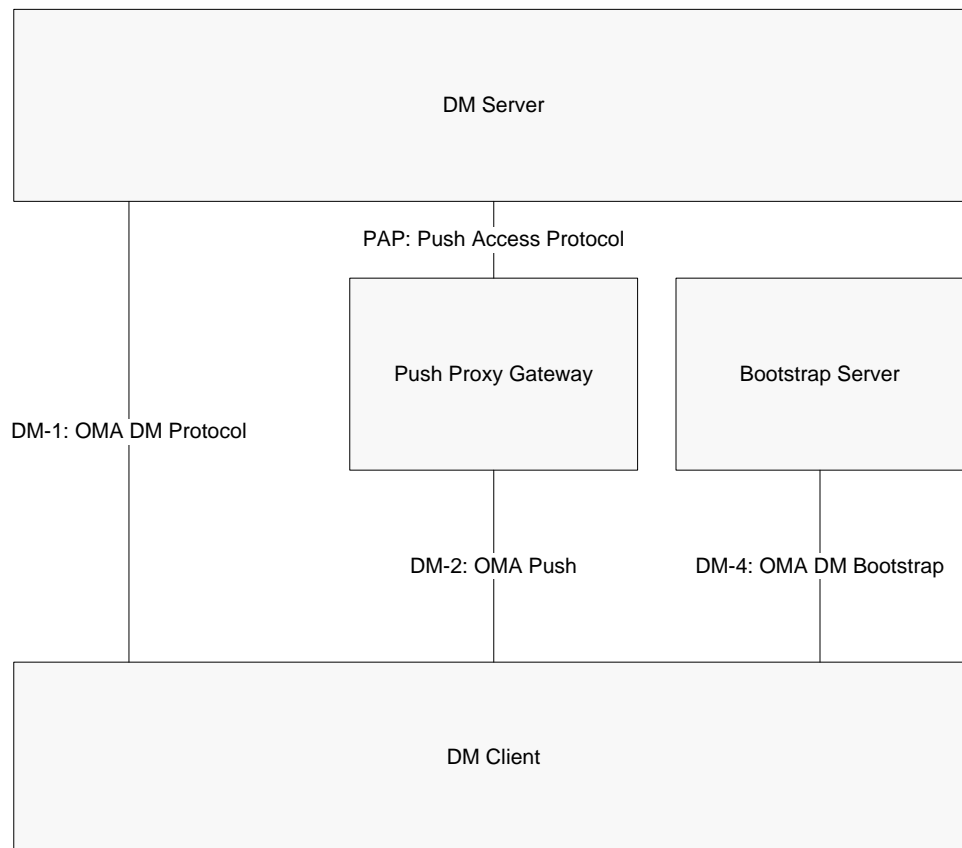 DM Server
PAP: Push Access Protocol
Push Proxy Gateway
Bootstrap Server
DM-1: OMA DM Protocol
DM-2: OMA Push
DM-4: OMA DM Bootstrap
DM Client